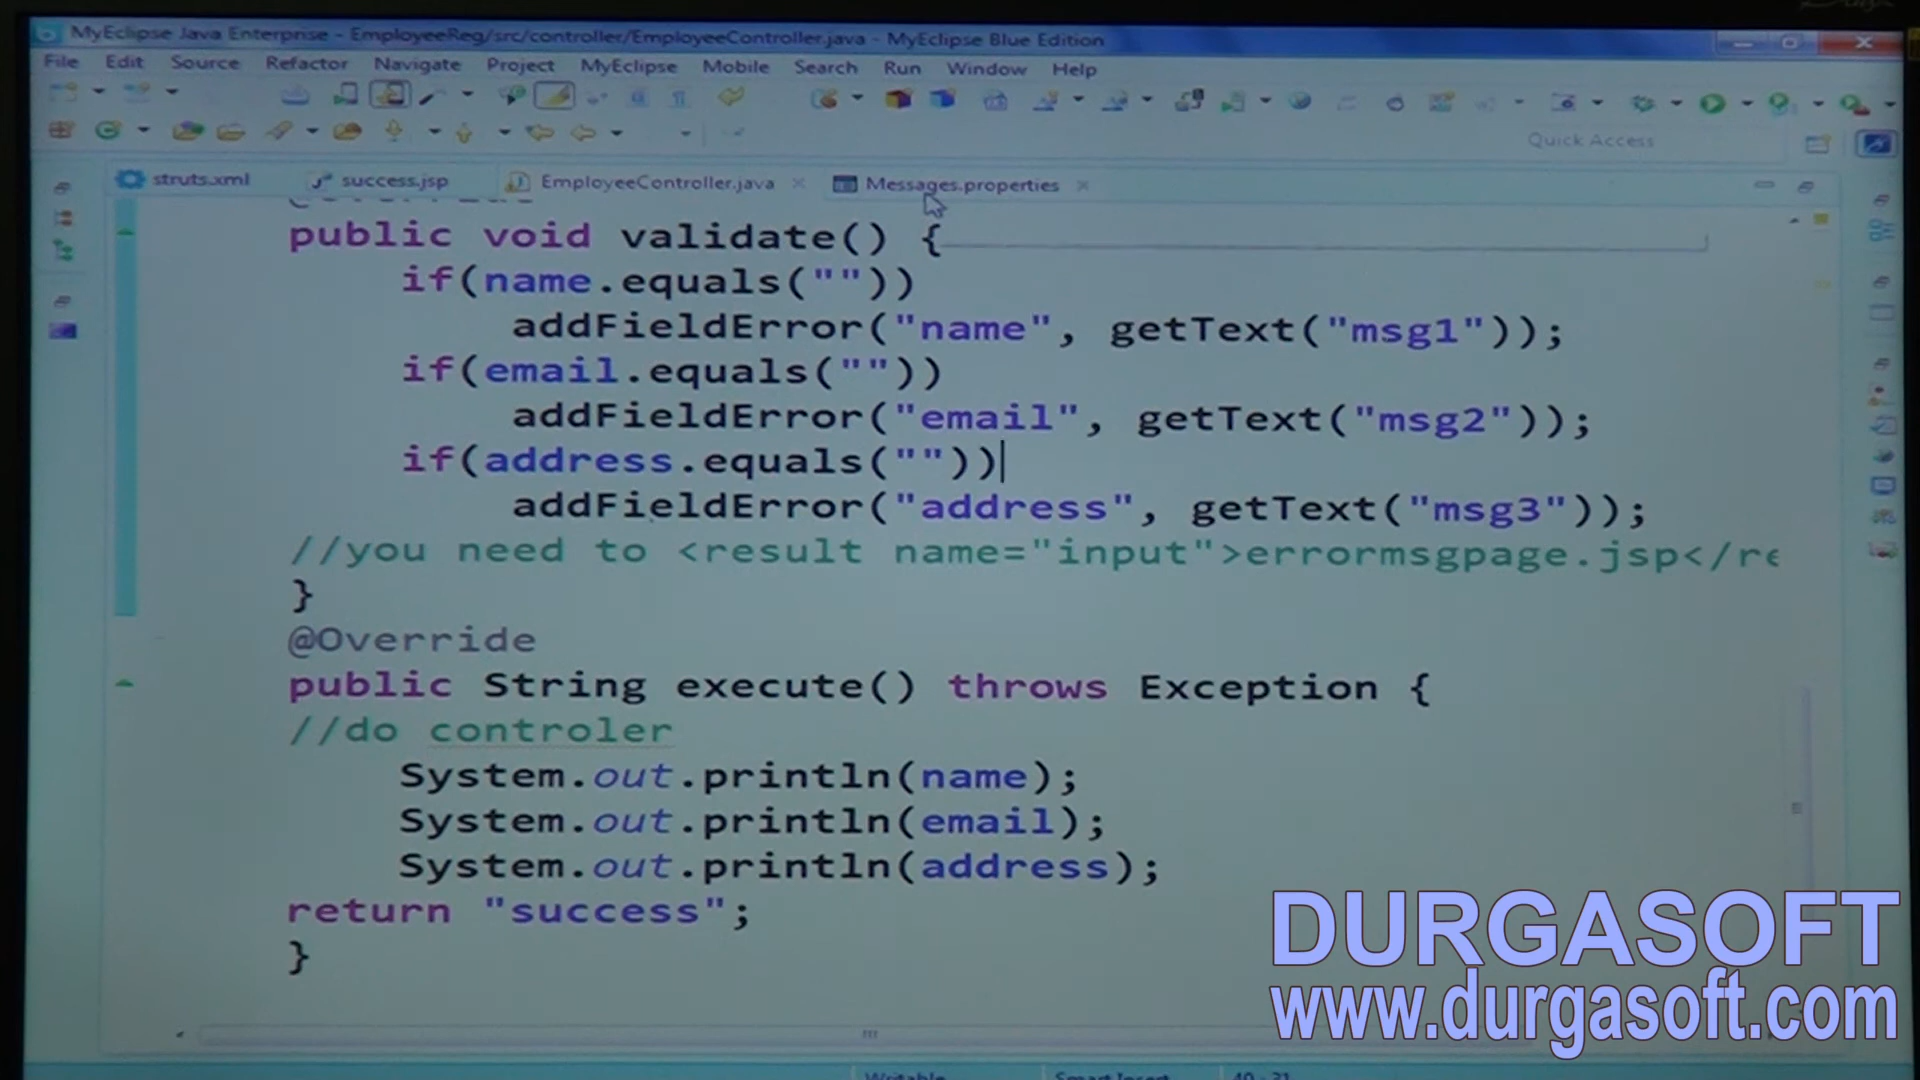 MyEclipse Java Enterprise - EmployeeReg/src/controller/EmployeeController.java - MyEclipse Blue Edition
File Edit Source Refactor Navigate Project MyEclipse Mobile Search Run Window Help
Quick Access
struts.xml success.jsp EmployeeController.java Messages.properties
public void validate() {
if(name.equals(""))
addFieldError("name", getText("msg1"));
if(email.equals(""))
addFieldError("email", getText("msg2"));
if(address.equals(""))
addFieldError("address", getText("msg3"));
//you need to <result name="input">errormsgpage.jsp</re
}
@Override
public String execute() throws Exception {
//do controler
System.out.println(name);
System.out.println(email);
System.out.println(address);
return "success";
}
DURGASOFT
www.durgasoft.com